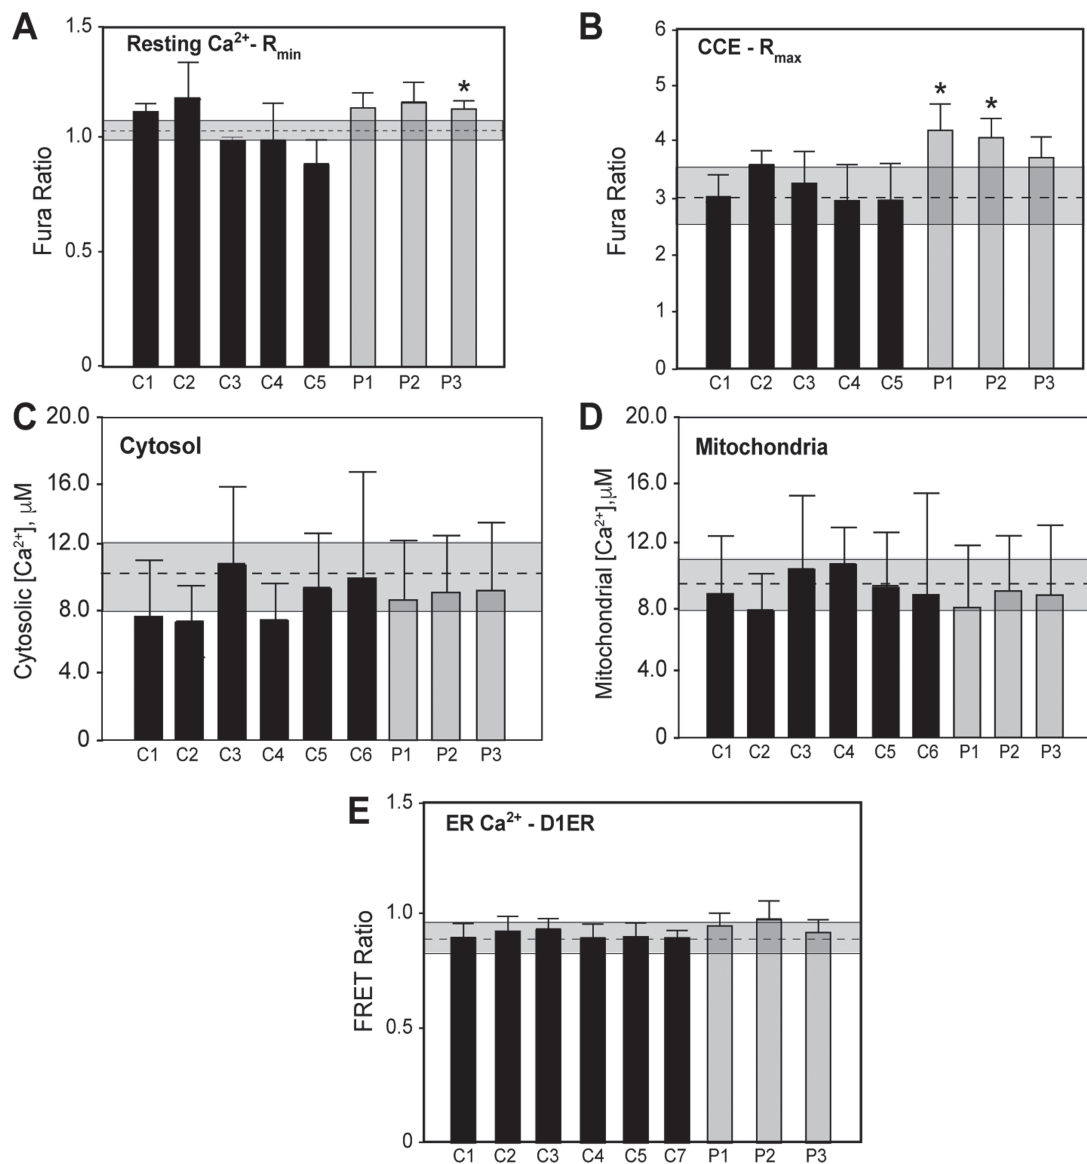 A
Resting Ca²⁺- Rmin
Fura Ratio
1.5
1.0
0.5
0
*
C1 C2 C3 C4 C5 P1 P2 P3
B
CCE - Rmax
Fura Ratio
6
5
4
3
2
1
0
* *
C1 C2 C3 C4 C5 P1 P2 P3
C
Cytosol
Cytosolic [Ca²⁺], μM
20.0
16.0
12.0
8.0
4.0
0
C1 C2 C3 C4 C5 C6 P1 P2 P3
D
Mitochondria
Mitochondrial [Ca²⁺],μM
20.0
16.0
12.0
8.0
4.0
0
C1 C2 C3 C4 C5 C6 P1 P2 P3
E
ER Ca²⁺ - D1ER
FRET Ratio
1.5
1.0
0.5
0
C1 C2 C3 C4 C5 C7 P1 P2 P3